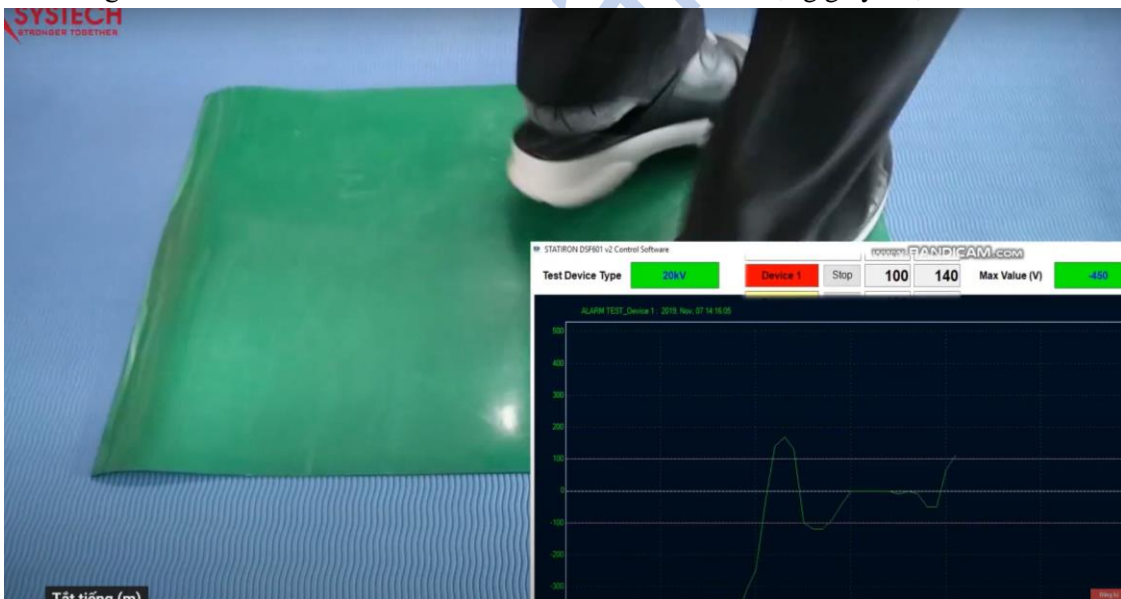 SYSTECH
STRONGER TOGETHER
STATIRON DSF601 v2 Control Software
BANDICAM.COM
Test Device Type
20kV
Device 1
Stop
100
140
Max Value (V)
-450
ALARM TEST_Device 1 : 2019. Nov. 07 14:16:05
500
400
300
200
100
0
-100
-200
-300
Tắt tiếng (m)